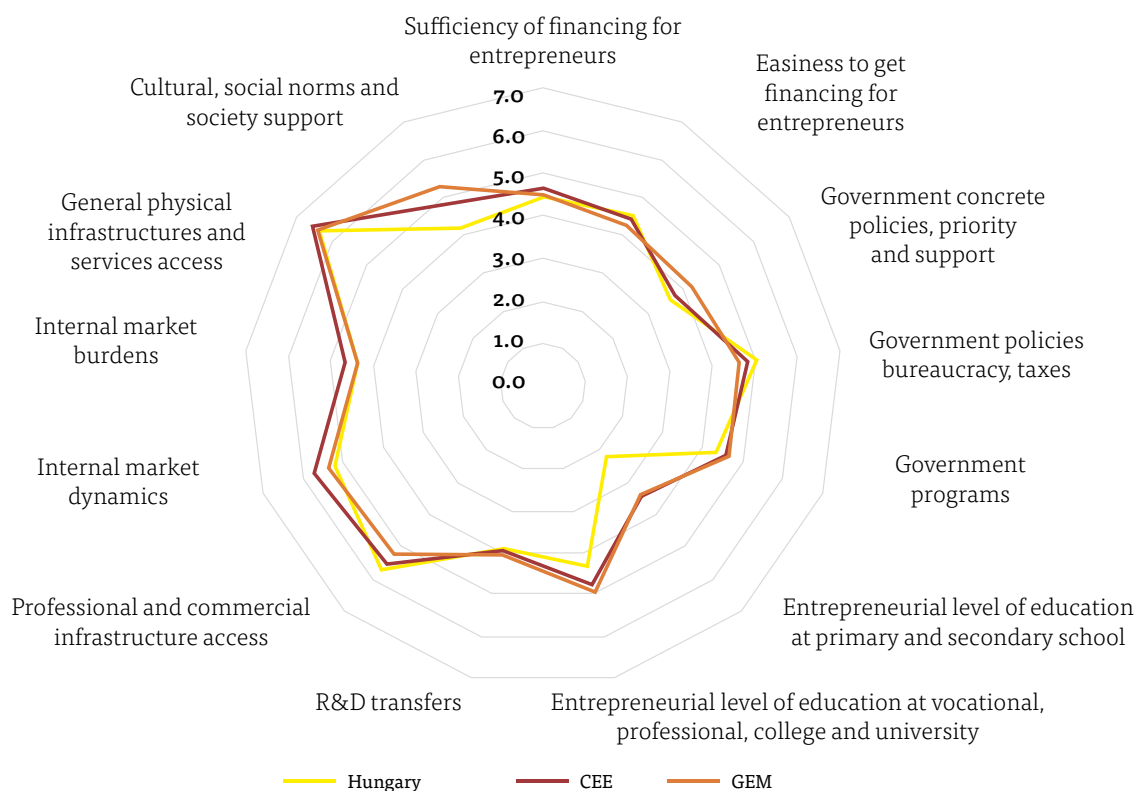 Sufficiency of financing for
entrepreneurs
Easiness to get
financing for
entrepreneurs
Government concrete
policies, priority
and support
Government policies
bureaucracy, taxes
Government
programs
Entrepreneurial level of education
at primary and secondary school
Entrepreneurial level of education at vocational,
professional, college and university
R&D transfers
Professional and commercial
infrastructure access
Internal market
dynamics
Internal market
burdens
General physical
infrastructures and
services access
Cultural, social norms and
society support
7.0
6.0
5.0
4.0
3.0
2.0
1.0
0.0
Hungary
CEE
GEM